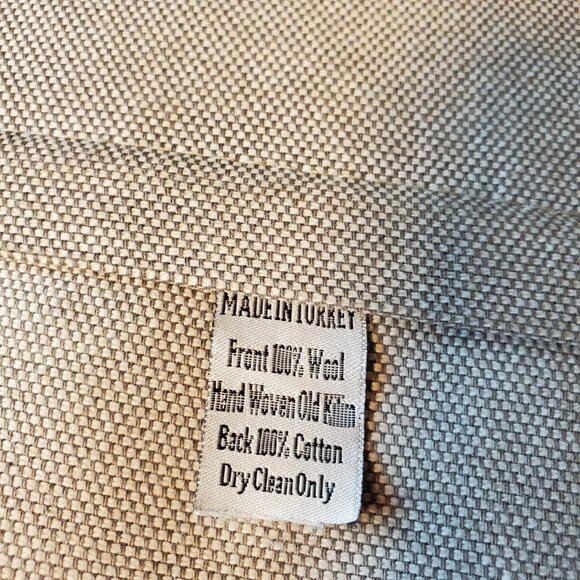 MADE IN TURKEY
Front 100% Wool
Hand Woven Old Kilim
Back 100% Cotton
Dry Clean Only